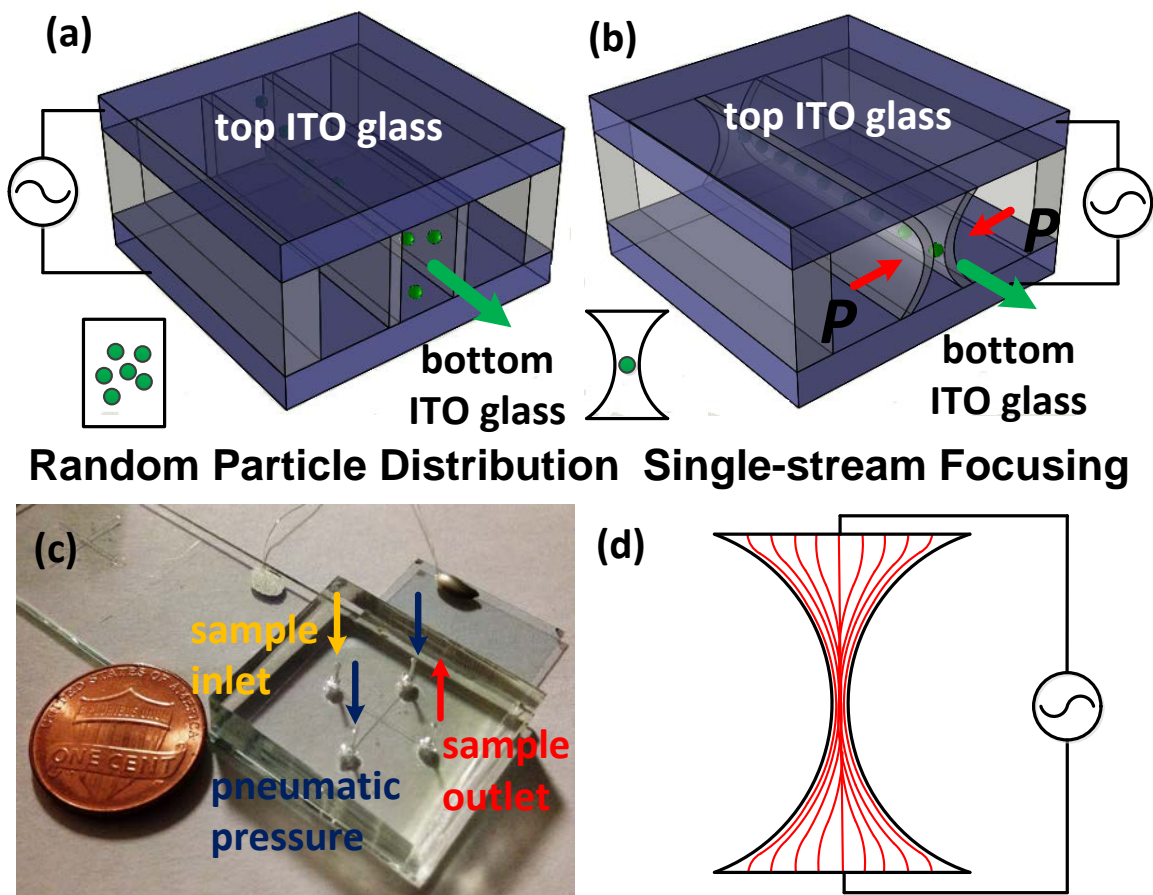 (a)
top ITO glass
bottom
ITO glass
(b)
top ITO glass
P
P
bottom
ITO glass
Random Particle Distribution Single-stream Focusing
(c)
sample
inlet
UNITED STATES OF AMERICA
ONE CENT
pneumatic
pressure
sample
outlet
(d)